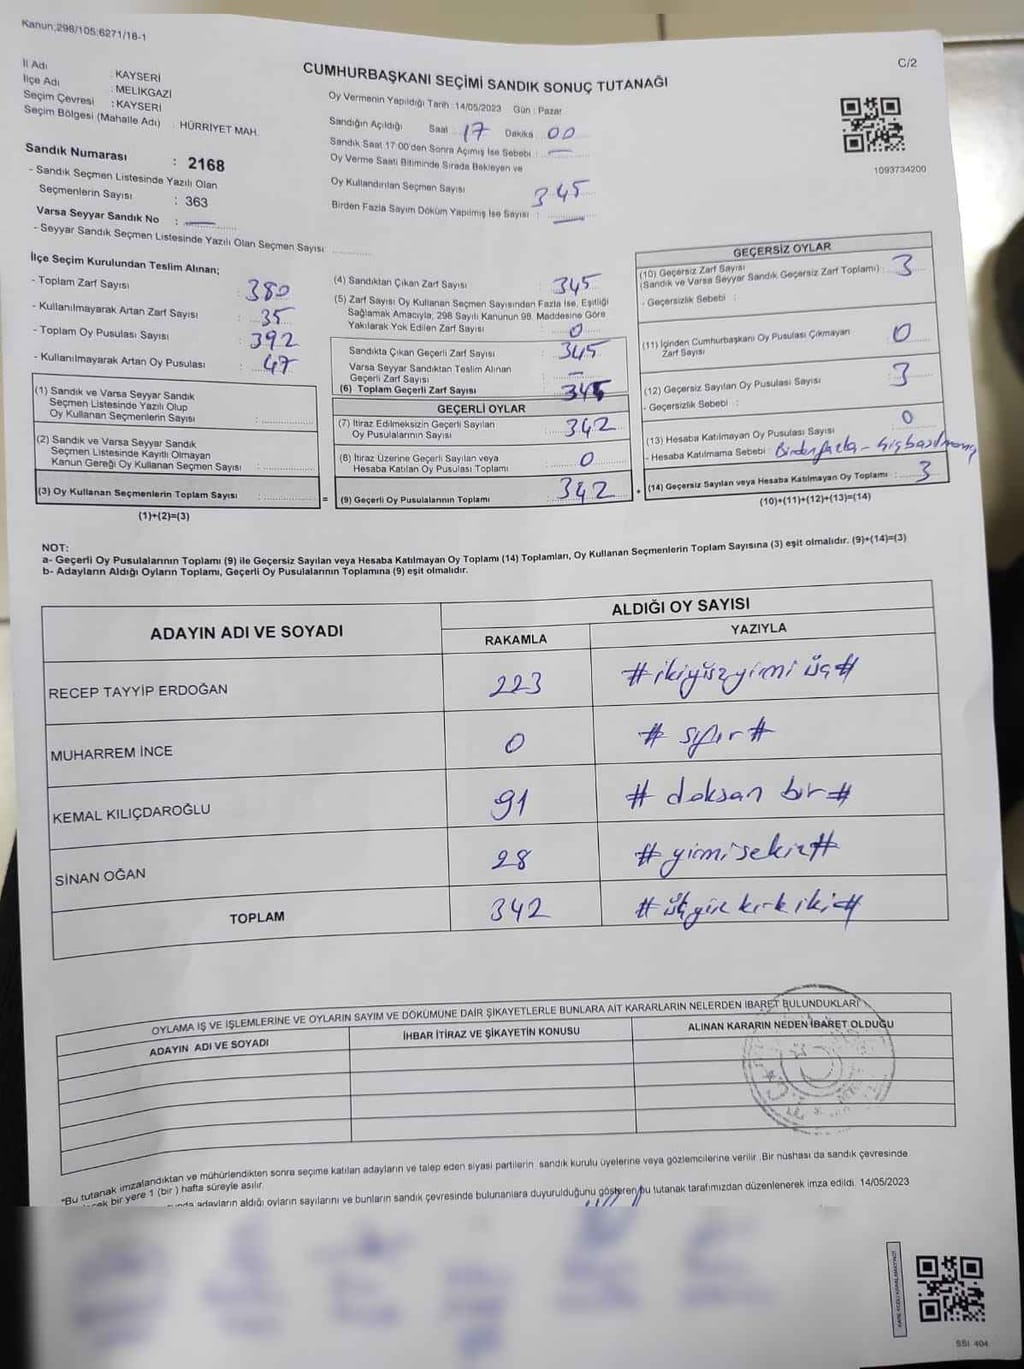 Kanun;298/105;6271/18-1
C/2
CUMHURBAŞKANI SEÇİMİ SANDIK SONUÇ TUTANAĞI
İl Adı : KAYSERİ
İlçe Adı : MELİKGAZİ
Seçim Çevresi : KAYSERİ
Seçim Bölgesi (Mahalle Adı) : HÜRRİYET MAH.
Sandık Numarası : 2168
- Sandık Seçmen Listesinde Yazılı Olan
Seçmenlerin Sayısı : 363
Varsa Seyyar Sandık No : —
- Seyyar Sandık Seçmen Listesinde Yazılı Olan Seçmen Sayısı
Oy Vermenin Yapıldığı Tarih :14/05/2023 Gün : Pazar
Sandığın Açıldığı Saat 17 Dakika 00
Sandık Saat 17:00'den Sonra Açımış İse Sebebi : —
Oy Verme Saati Bitiminde Sırada Bekleyen ve
Oy Kullandırılan Seçmen Sayısı 345
Birden Fazla Sayım Döküm Yapılmış İse Sayısı : —
1093734200
İlçe Seçim Kurulundan Teslim Alınan;
- Toplam Zarf Sayısı : 380
- Kullanılmayarak Artan Zarf Sayısı : 35
- Toplam Oy Pusulası Sayısı : 392
- Kullanılmayarak Artan Oy Pusulası : 47
(1) Sandık ve Varsa Seyyar Sandık
Seçmen Listesinde Yazılı Olup
Oy Kullanan Seçmenlerin Sayısı :
(2) Sandık ve Varsa Seyyar Sandık
Seçmen Listesinde Kayıtlı Olmayan
Kanun Gereği Oy Kullanan Seçmen Sayısı :
(3) Oy Kullanan Seçmenlerin Toplam Sayısı : =
(1)+(2)=(3)
(4) Sandıktan Çıkan Zarf Sayısı : 345
(5) Zarf Sayısı Oy Kullanan Seçmen Sayısından Fazla İse, Eşitliği
Sağlamak Amacıyla, 298 Sayılı Kanunun 98. Maddesine Göre
Yakılarak Yok Edilen Zarf Sayısı : 0
Sandıkta Çıkan Geçerli Zarf Sayısı : 345
Varsa Seyyar Sandıktan Teslim Alınan
Geçerli Zarf Sayısı : —
(6) Toplam Geçerli Zarf Sayısı : 345
GEÇERLİ OYLAR
(7) İtiraz Edilmeksizin Geçerli Sayılan
Oy Pusulalarının Sayısı : 342
(8) İtiraz Üzerine Geçerli Sayılan veya
Hesaba Katılan Oy Pusulası Toplamı : 0
(9) Geçerli Oy Pusulalarının Toplamı : 342 +
GEÇERSİZ OYLAR
(10) Geçersiz Zarf Sayısı
(Sandık ve Varsa Seyyar Sandık Geçersiz Zarf Toplamı) : 3
- Geçersizlik Sebebi :
(11) İçinden Cumhurbaşkanı Oy Pusulası Çıkmayan
Zarf Sayısı : 0
(12) Geçersiz Sayılan Oy Pusulası Sayısı : 3
- Geçersizlik Sebebi :
(13) Hesaba Katılmayan Oy Pusulası Sayısı : 0
- Hesaba Katılmama Sebebi : Birden fazla - hiç basılmamış
(14) Geçersiz Sayılan veya Hesaba Katılmayan Oy Toplamı : 3
(10)+(11)+(12)+(13)=(14)
NOT:
a- Geçerli Oy Pusulalarının Toplamı (9) ile Geçersiz Sayılan veya Hesaba Katılmayan Oy Toplamı (14) Toplamları, Oy Kullanan Seçmenlerin Toplam Sayısına (3) eşit olmalıdır. (9)+(14)=(3)
b- Adayların Aldığı Oyların Toplamı, Geçerli Oy Pusulalarının Toplamına (9) eşit olmalıdır.
ADAYIN ADI VE SOYADI
ALDIĞI OY SAYISI
RAKAMLA YAZIYLA
RECEP TAYYİP ERDOĞAN 223 #ikiyüzyirmi üç#
MUHARREM İNCE 0 # sıfır #
KEMAL KILIÇDAROĞLU 91 # doksan bir #
SİNAN OĞAN 28 #yirmisekiz#
TOPLAM 342 #üçyüz kırk iki#
OYLAMA İŞ VE İŞLEMLERİNE VE OYLARIN SAYIM VE DÖKÜMÜNE DAİR ŞİKAYETLERLE BUNLARA AİT KARARLARIN NELERDEN İBARET BULUNDUKLARI
ADAYIN ADI VE SOYADI İHBAR İTİRAZ VE ŞİKAYETİN KONUSU ALINAN KARARIN NEDEN İBARET OLDUĞU
"Bu tutanak imzalandıktan ve mühürlendikten sonra seçime katılan adayların ve talep eden siyasi partilerin sandık kurulu üyelerine veya gözlemcilerine verilir .Bir nüshası da sandık çevresinde
bir yere 1 (bir ) hafta süreyle asılır.
adayların aldığı oyların sayılarını ve bunların sandık çevresinde bulunanlara duyurulduğunu gösteren bu tutanak tarafımızdan düzenlenerek imza edildi. 14/05/2023
SSI: 404